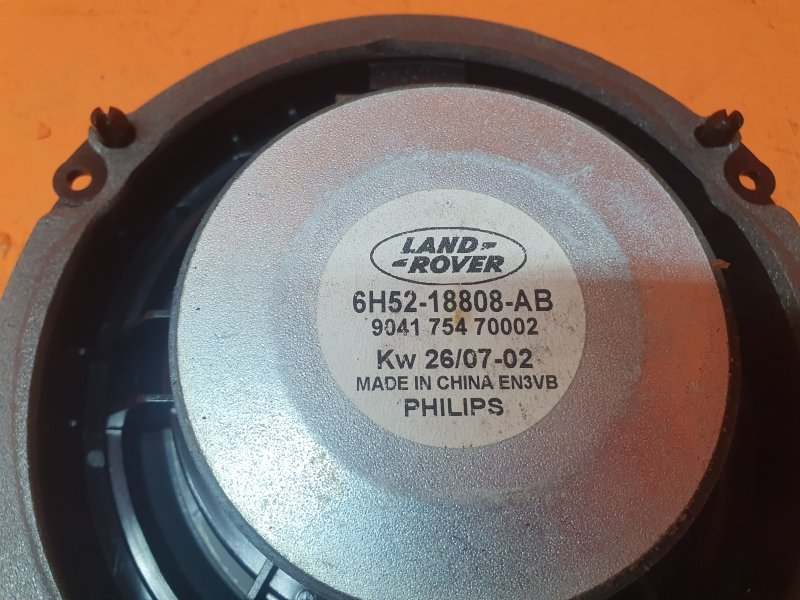 LAND-
-ROVER
6H52-18808-AB
9041 754 70002
Kw 26/07-02
MADE IN CHINA EN3VB
PHILIPS